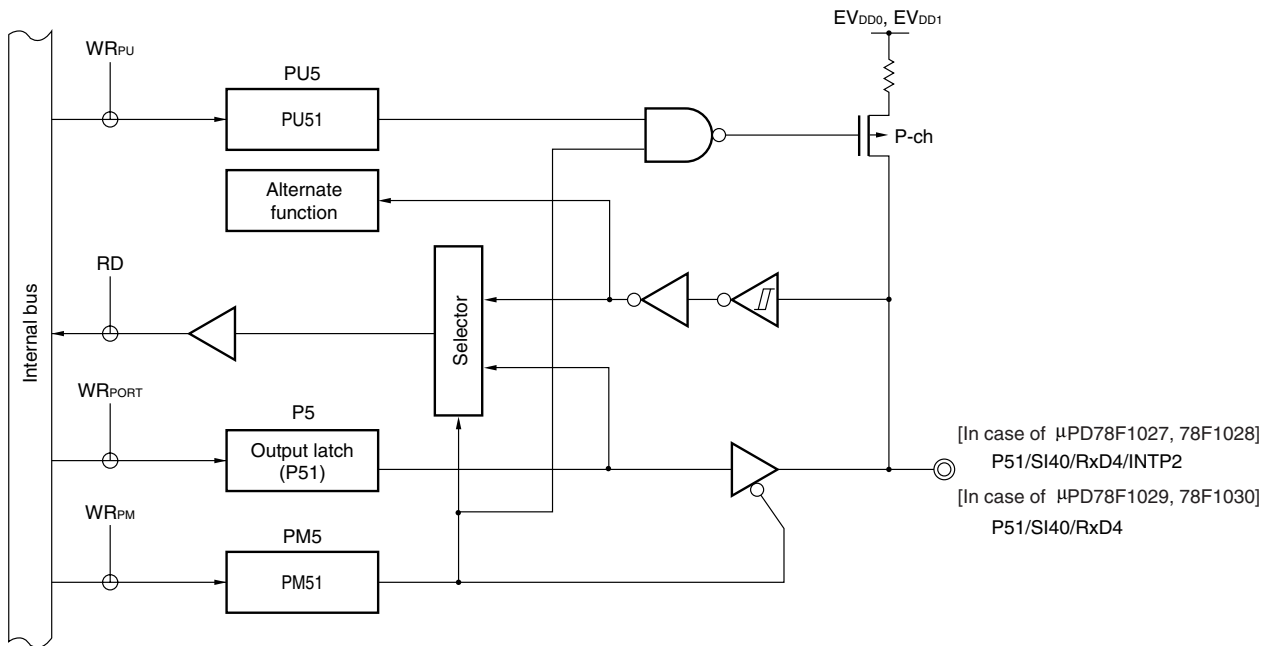 EVDD0, EVDD1
WRPU
PU5
PU51
P-ch
Alternate
function
RD
Selector
Internal bus
WRPORT
P5
Output latch
(P51)
[In case of μPD78F1027, 78F1028]
P51/SI40/RxD4/INTP2
WRPM
[In case of μPD78F1029, 78F1030]
P51/SI40/RxD4
PM5
PM51